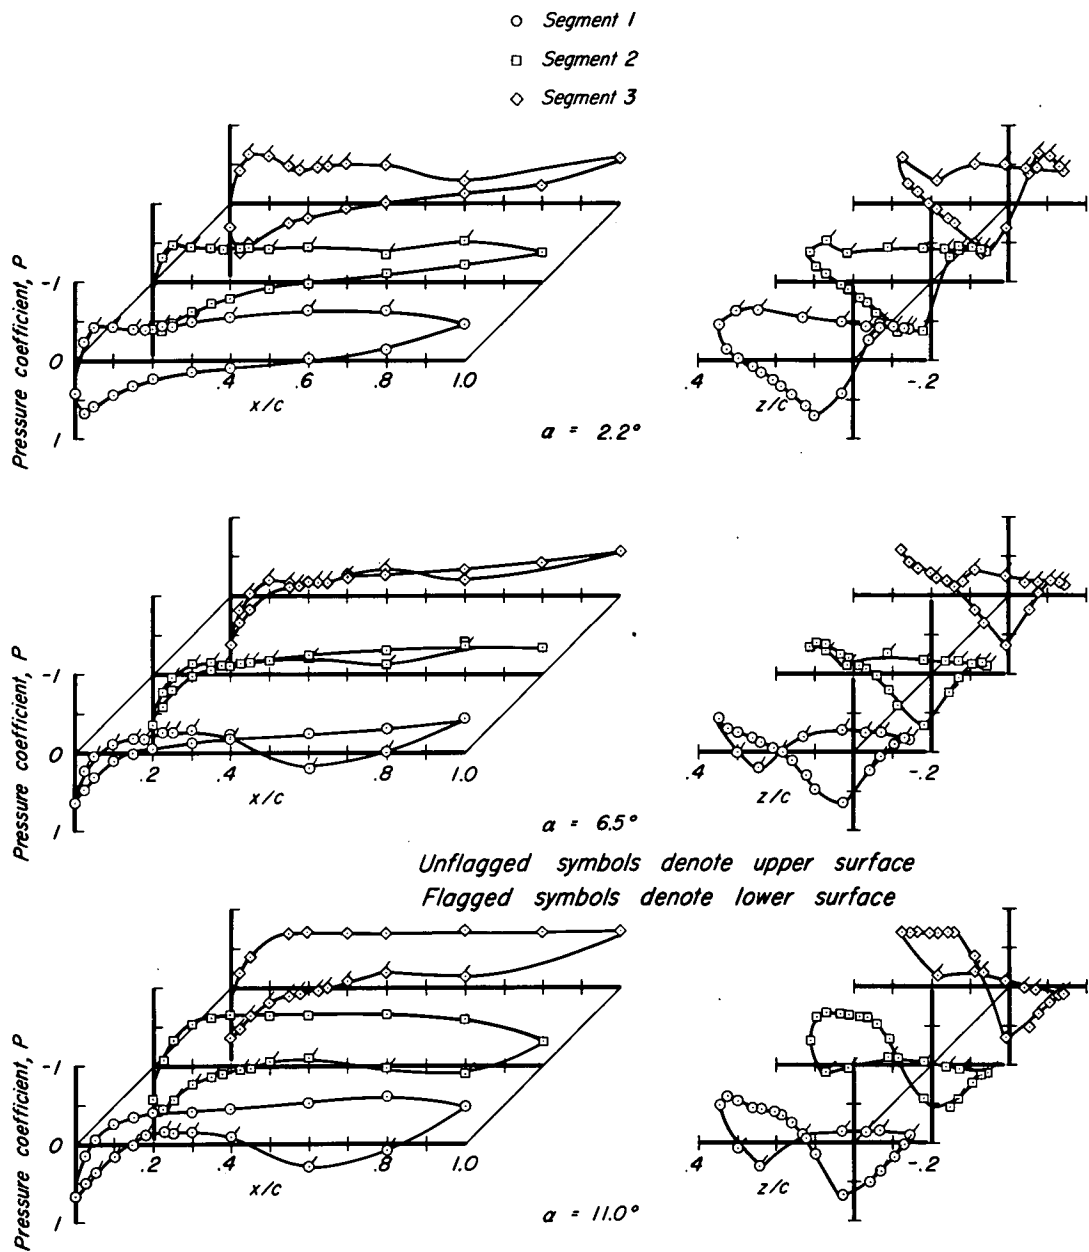 Segment 1
Segment 2
Segment 3
Pressure coefficient, P
-1
0
1
.4
.8
1.0
x/c
.4
z/c
-.2
α = 2.2°
Pressure coefficient, P
-1
0
1
.2
.4
.8
1.0
x/c
.4
z/c
-.2
α = 6.5°
Unflagged symbols denote upper surface
Flagged symbols denote lower surface
Pressure coefficient, P
-1
0
1
.2
.4
.8
1.0
x/c
.4
z/c
-.2
α = 11.0°